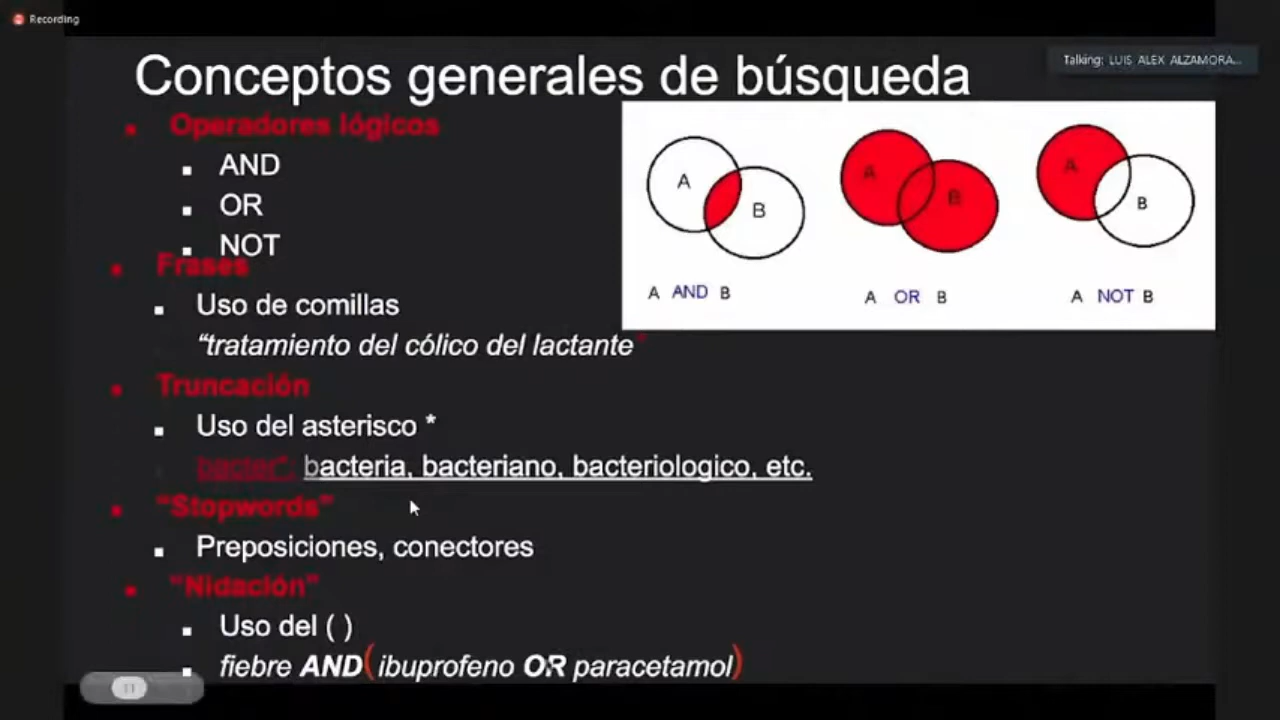 Recording
Talking: LUIS ALEX ALZAMORA...
Conceptos generales de búsqueda
Operadores lógicos
AND
OR
NOT
A
B
A AND B
A
B
A OR B
A
B
A NOT B
Frases
Uso de comillas
“tratamiento del cólico del lactante”
Truncación
Uso del asterisco *
bacter*: bacteria, bacteriano, bacteriologico, etc.
“Stopwords”
Preposiciones, conectores
“Nidación”
Uso del ( )
fiebre AND(ibuprofeno OR paracetamol)